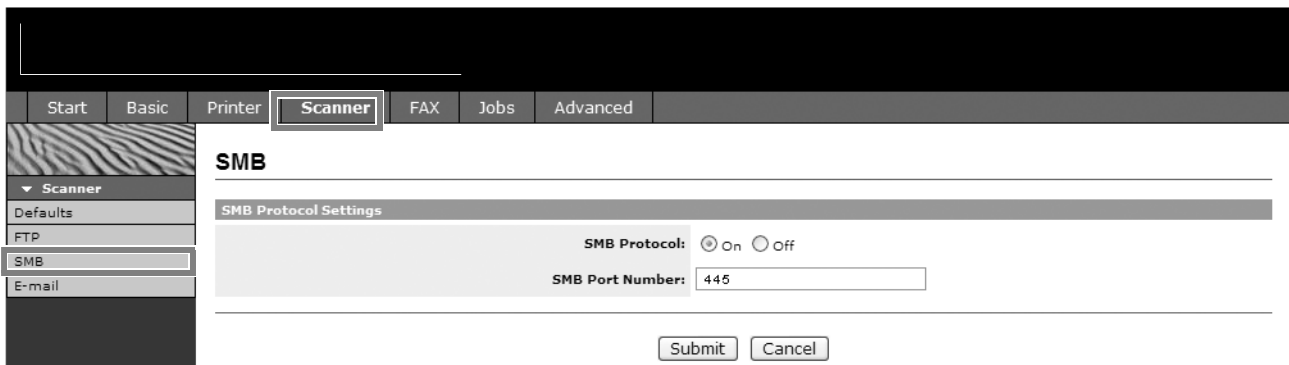 Start Basic Printer Scanner FAX Jobs Advanced
SMB
Scanner
Defaults
FTP
SMB
E-mail
SMB Protocol Settings
SMB Protocol: On Off
SMB Port Number: 445
Submit Cancel